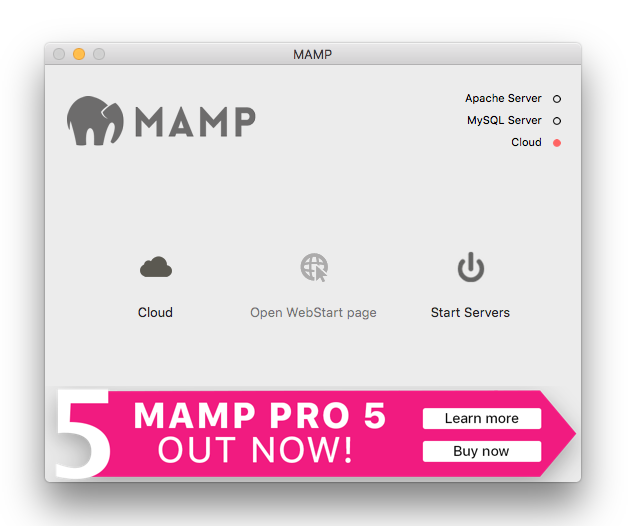 MAMP
MAMP
Apache Server
MySQL Server
Cloud
Cloud
Open WebStart page
Start Servers
5
MAMP PRO 5
OUT NOW!
Learn more
Buy now